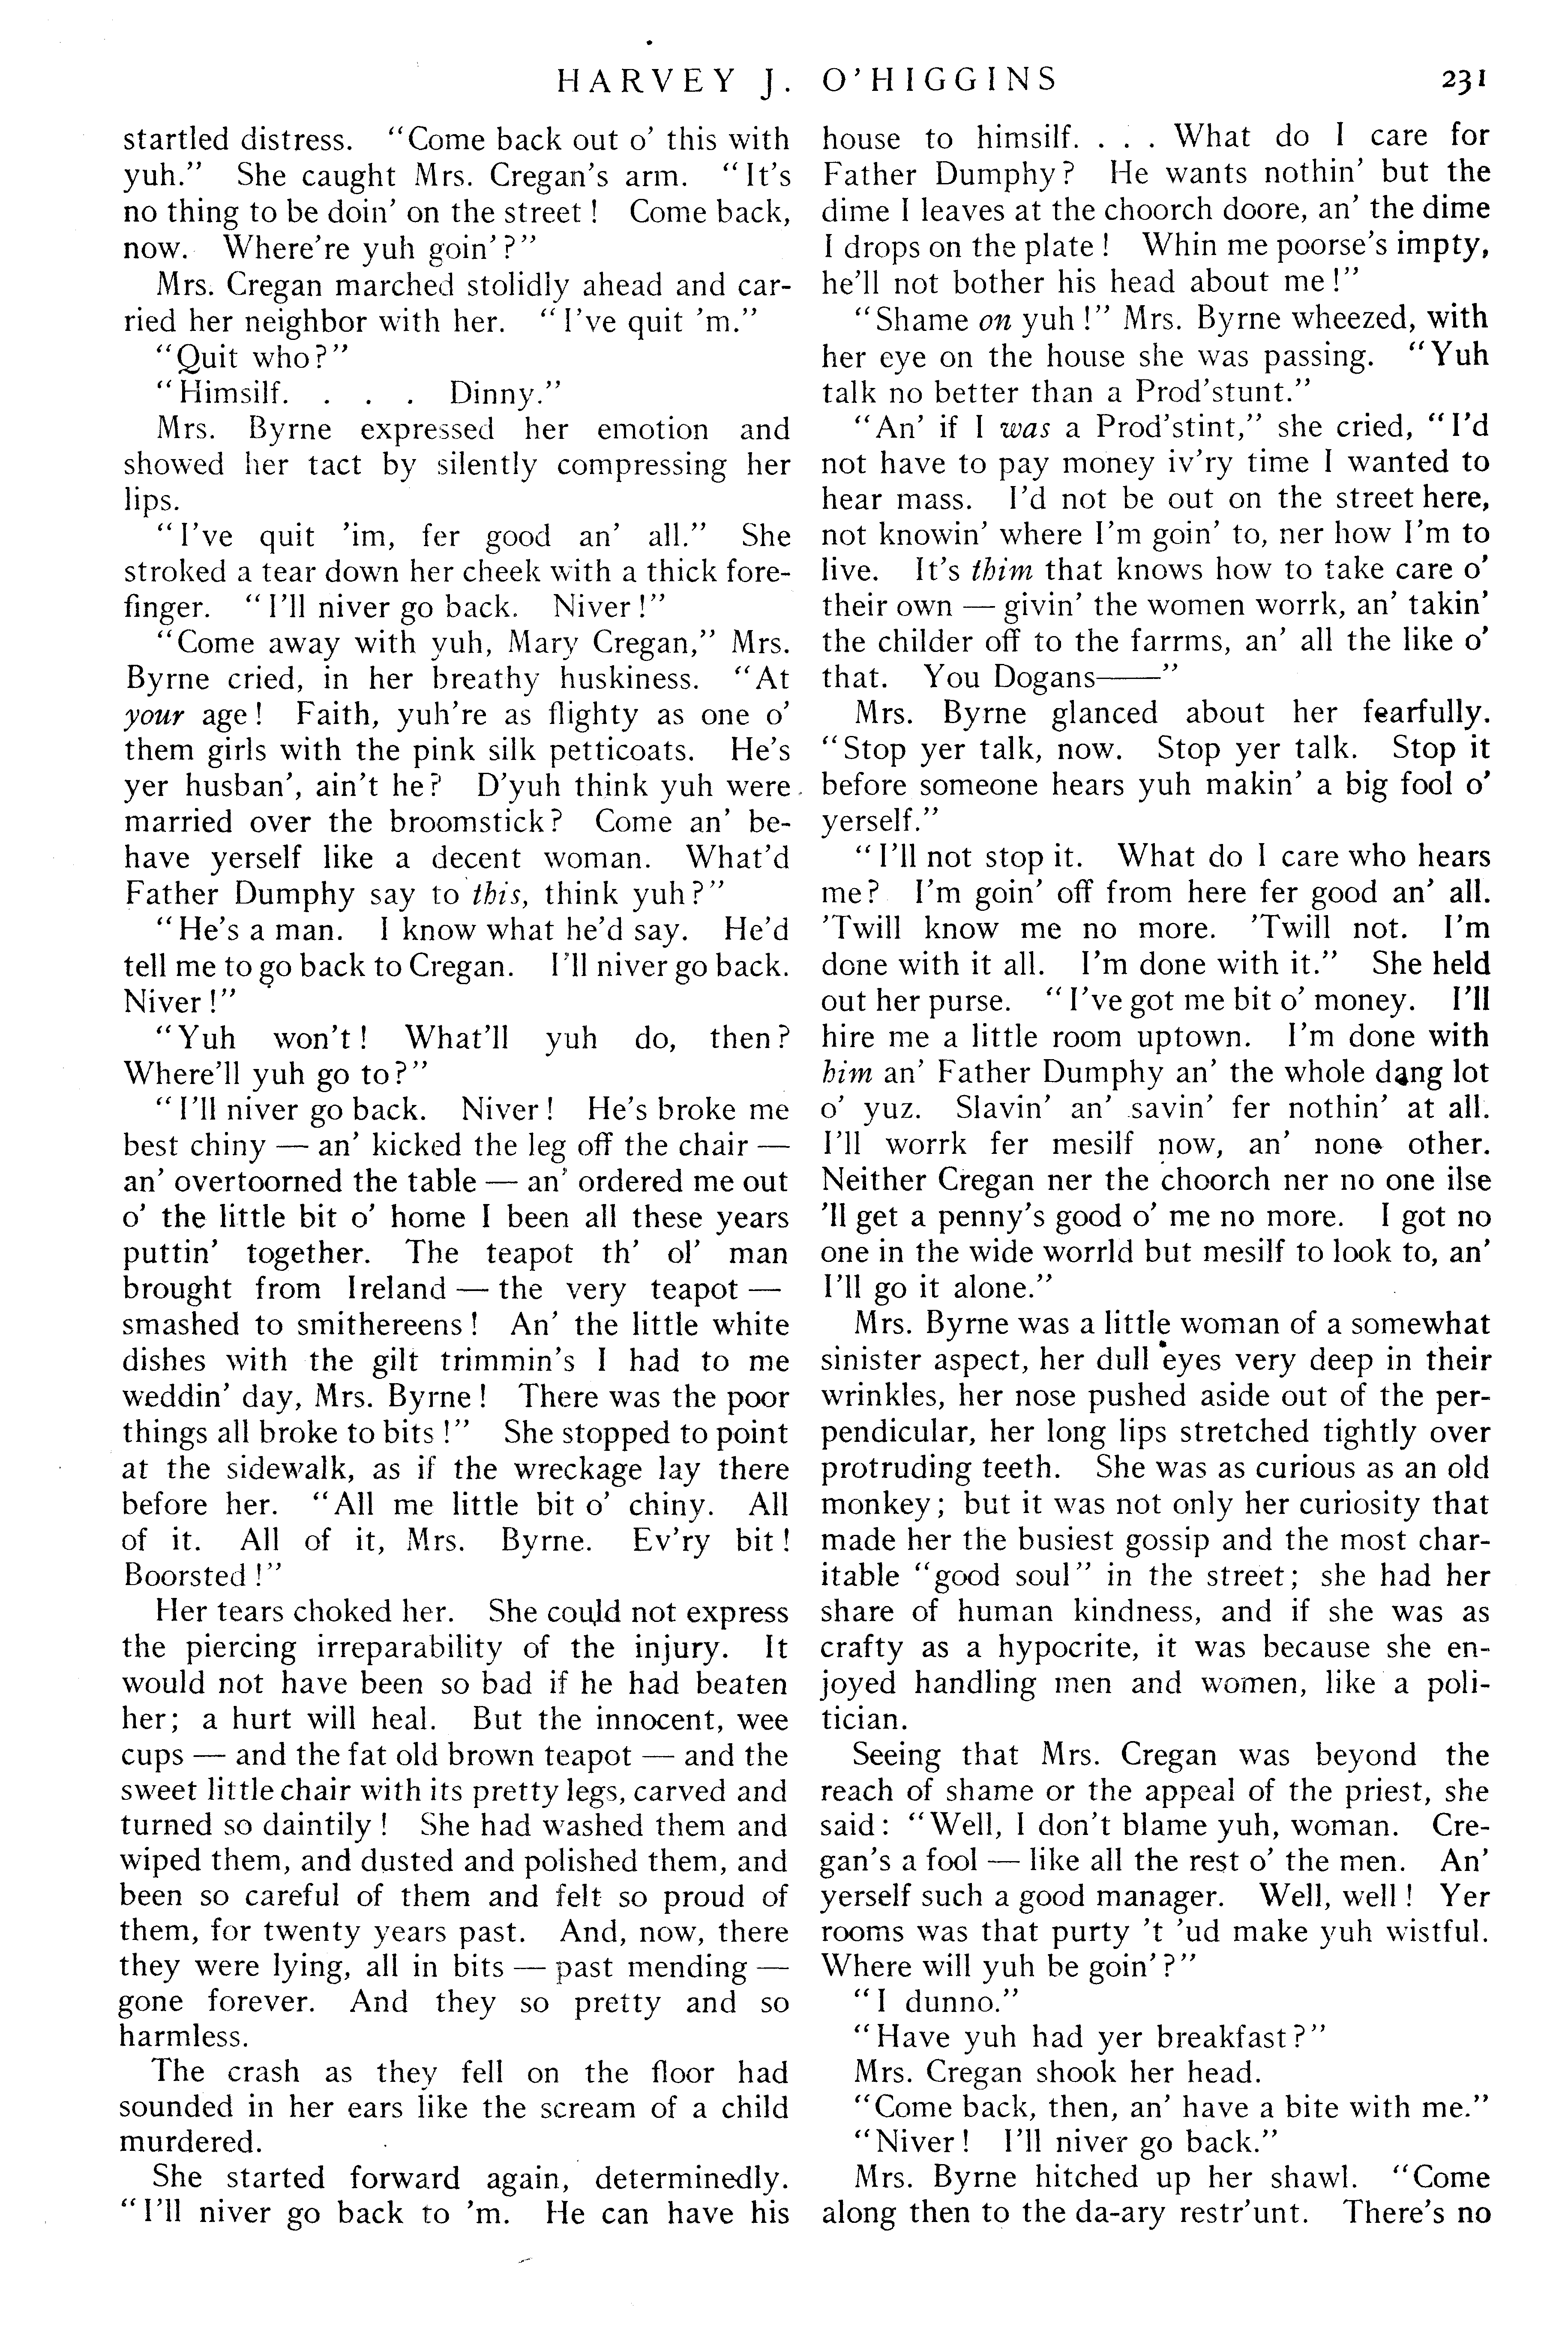 HARVEY J. O'HIGGINS 231
startled distress. "Come back out o' this with
yuh." She caught Mrs. Cregan's arm. "It's
no thing to be doin' on the street! Come back,
now. Where're yuh goin'?"
Mrs. Cregan marched stolidly ahead and car-
ried her neighbor with her. "I've quit 'm."
"Quit who?"
"Himsilf. . . . Dinny."
Mrs. Byrne expressed her emotion and
showed her tact by silently compressing her
lips.
"I've quit 'im, fer good an' all." She
stroked a tear down her cheek with a thick fore-
finger. "I'll niver go back. Niver!"
"Come away with yuh, Mary Cregan," Mrs.
Byrne cried, in her breathy huskiness. "At
your age! Faith, yuh're as flighty as one o'
them girls with the pink silk petticoats. He's
yer husban', ain't he? D'yuh think yuh were
married over the broomstick? Come an' be-
have yerself like a decent woman. What'd
Father Dumphy say to this, think yuh?"
"He's a man. I know what he'd say. He'd
tell me to go back to Cregan. I'll niver go back.
Niver!"
"Yuh won't! What'll yuh do, then?
Where'll yuh go to?"
"I'll niver go back. Niver! He's broke me
best chiny — an' kicked the leg off the chair —
an' overtoorned the table — an' ordered me out
o' the little bit o' home I been all these years
puttin' together. The teapot th' ol' man
brought from Ireland — the very teapot —
smashed to smithereens! An' the little white
dishes with the gilt trimmin's I had to me
weddin' day, Mrs. Byrne! There was the poor
things all broke to bits!" She stopped to point
at the sidewalk, as if the wreckage lay there
before her. "All me little bit o' chiny. All
of it. All of it, Mrs. Byrne. Ev'ry bit!
Boorsted!"
Her tears choked her. She could not express
the piercing irreparability of the injury. It
would not have been so bad if he had beaten
her; a hurt will heal. But the innocent, wee
cups — and the fat old brown teapot — and the
sweet little chair with its pretty legs, carved and
turned so daintily! She had washed them and
wiped them, and dusted and polished them, and
been so careful of them and felt so proud of
them, for twenty years past. And, now, there
they were lying, all in bits — past mending —
gone forever. And they so pretty and so
harmless.
The crash as they fell on the floor had
sounded in her ears like the scream of a child
murdered.
She started forward again, determinedly.
"I'll niver go back to 'm. He can have his
house to himsilf. . . . What do I care for
Father Dumphy? He wants nothin' but the
dime I leaves at the choorch doore, an' the dime
I drops on the plate! Whin me poorse's impty,
he'll not bother his head about me!"
"Shame on yuh!" Mrs. Byrne wheezed, with
her eye on the house she was passing. "Yuh
talk no better than a Prod'stunt."
"An' if I was a Prod'stint," she cried, "I'd
not have to pay money iv'ry time I wanted to
hear mass. I'd not be out on the street here,
not knowin' where I'm goin' to, ner how I'm to
live. It's thim that knows how to take care o'
their own — givin' the women worrk, an' takin'
the childer off to the farrms, an' all the like o'
that. You Dogans——"
Mrs. Byrne glanced about her fearfully.
"Stop yer talk, now. Stop yer talk. Stop it
before someone hears yuh makin' a big fool o'
yerself."
"I'll not stop it. What do I care who hears
me? I'm goin' off from here fer good an' all.
'Twill know me no more. 'Twill not. I'm
done with it all. I'm done with it." She held
out her purse. "I've got me bit o' money. I'll
hire me a little room uptown. I'm done with
him an' Father Dumphy an' the whole dang lot
o' yuz. Slavin' an' savin' fer nothin' at all.
I'll worrk fer mesilf now, an' none other.
Neither Cregan ner the choorch ner no one ilse
'll get a penny's good o' me no more. I got no
one in the wide worrld but mesilf to look to, an'
I'll go it alone."
Mrs. Byrne was a little woman of a somewhat
sinister aspect, her dull eyes very deep in their
wrinkles, her nose pushed aside out of the per-
pendicular, her long lips stretched tightly over
protruding teeth. She was as curious as an old
monkey; but it was not only her curiosity that
made her the busiest gossip and the most char-
itable "good soul" in the street; she had her
share of human kindness, and if she was as
crafty as a hypocrite, it was because she en-
joyed handling men and women, like a poli-
tician.
Seeing that Mrs. Cregan was beyond the
reach of shame or the appeal of the priest, she
said: "Well, I don't blame yuh, woman. Cre-
gan's a fool — like all the rest o' the men. An'
yerself such a good manager. Well, well! Yer
rooms was that purty 't 'ud make yuh wistful.
Where will yuh be goin'?"
"I dunno."
"Have yuh had yer breakfast?"
Mrs. Cregan shook her head.
"Come back, then, an' have a bite with me."
"Niver! I'll niver go back."
Mrs. Byrne hitched up her shawl. "Come
along then to the da-ary restr'unt. There's no